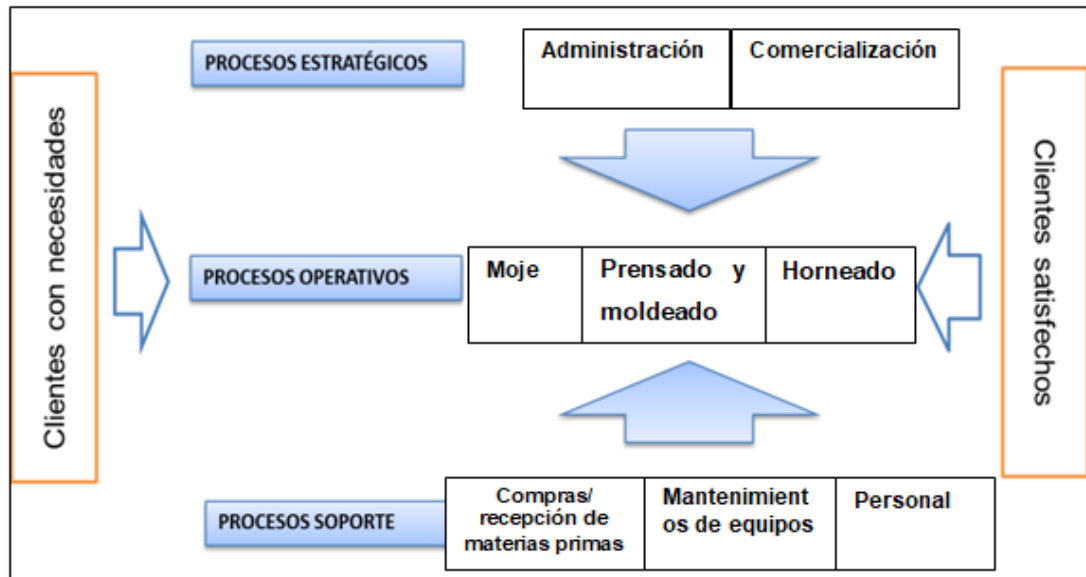 PROCESOS ESTRATÉGICOS
Administración
Comercialización
Clientes con necesidades
PROCESOS OPERATIVOS
Moje
Prensado y
moldeado
Horneado
Clientes satisfechos
PROCESOS SOPORTE
Compras/
recepción de
materias primas
Mantenimient
os de equipos
Personal